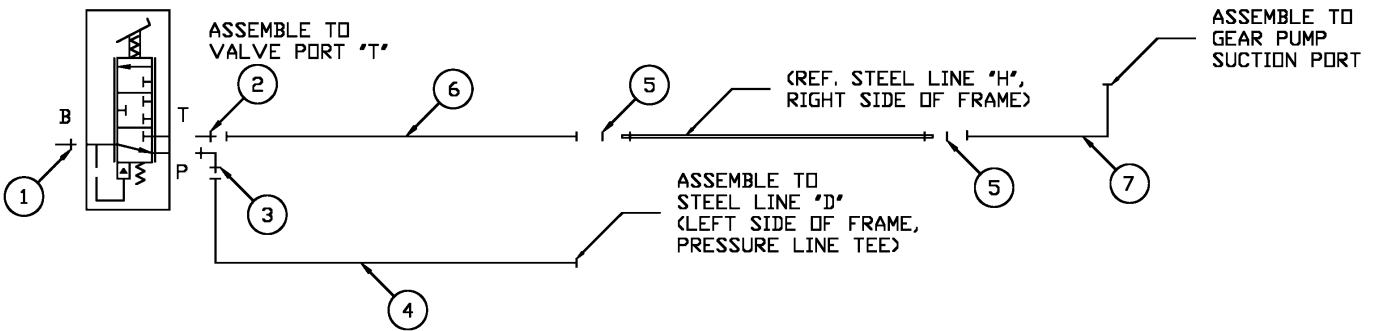 ASSEMBLE TO
VALVE PORT "T"
ASSEMBLE TO
GEAR PUMP
SUCTION PORT
(REF. STEEL LINE "H",
RIGHT SIDE OF FRAME)
B
T
P
1
2
6
5
3
5
7
ASSEMBLE TO
STEEL LINE "D"
(LEFT SIDE OF FRAME,
PRESSURE LINE TEE)
4